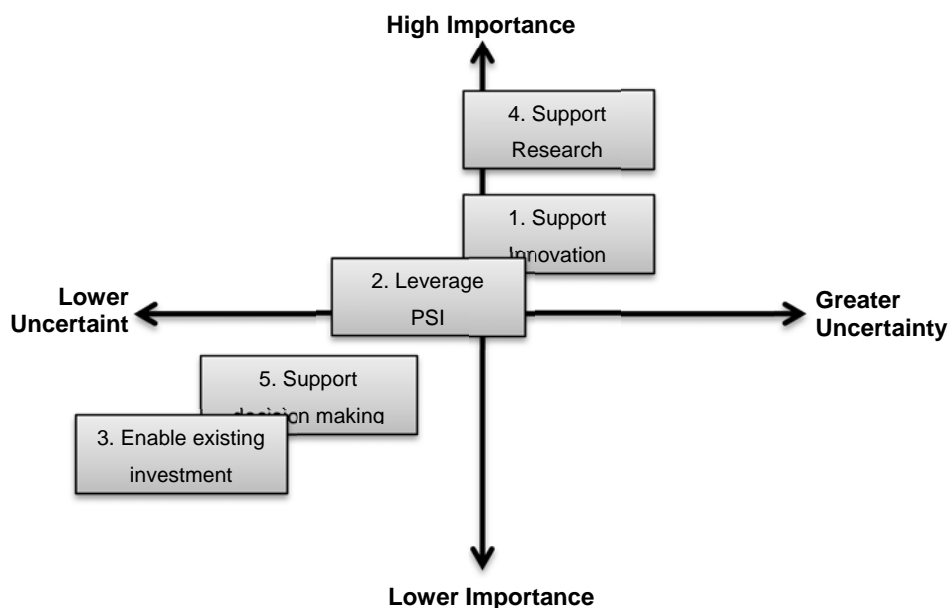 High Importance
4. Support
Research
1. Support
Innovation
2. Leverage
PSI
Lower
Uncertaint
Greater
Uncertainty
5. Support
decision making
3. Enable existing
investment
Lower Importance